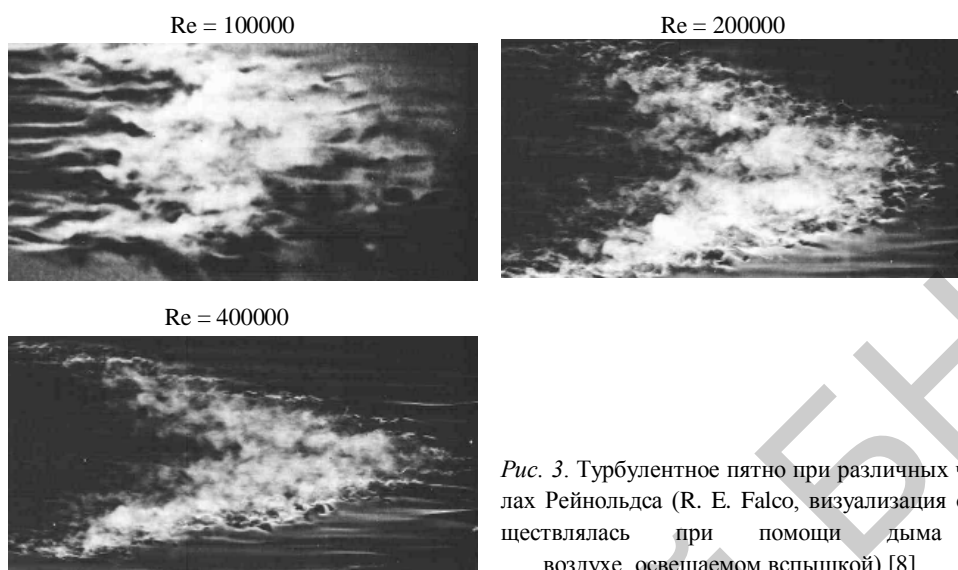 Re = 100000
Re = 200000
Re = 400000
Рис. 3. Турбулентное пятно при различных
лах Рейнольдса (R. E. Falco, визуализация
ществлялась при помощи дыма
воздухе, освещаемом вспышкой) [8]
БН